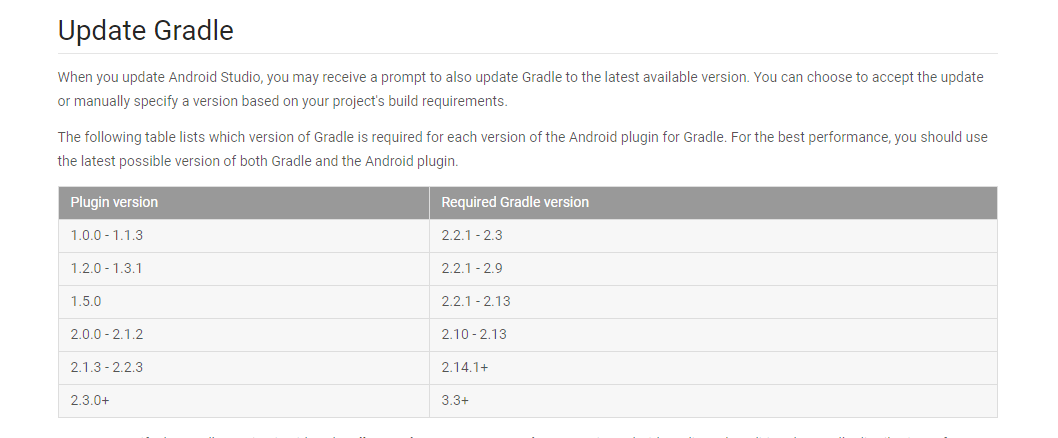 Update Gradle
When you update Android Studio, you may receive a prompt to also update Gradle to the latest available version. You can choose to accept the update
or manually specify a version based on your project's build requirements.
The following table lists which version of Gradle is required for each version of the Android plugin for Gradle. For the best performance, you should use
the latest possible version of both Gradle and the Android plugin.
Plugin version Required Gradle version
1.0.0 - 1.1.3 2.2.1 - 2.3
1.2.0 - 1.3.1 2.2.1 - 2.9
1.5.0 2.2.1 - 2.13
2.0.0 - 2.1.2 2.10 - 2.13
2.1.3 - 2.2.3 2.14.1+
2.3.0+ 3.3+